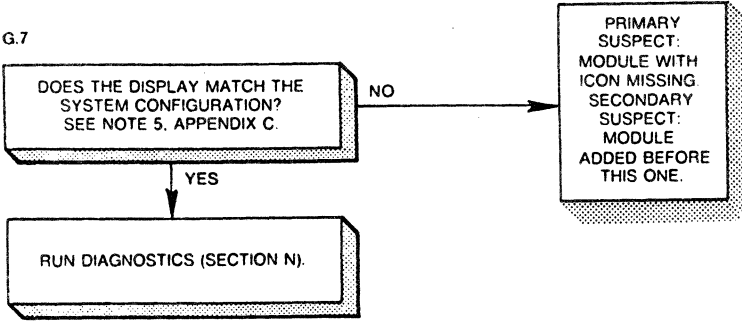 G.7
DOES THE DISPLAY MATCH THE
SYSTEM CONFIGURATION?
SEE NOTE 5, APPENDIX C.
NO
PRIMARY
SUSPECT:
MODULE WITH
ICON MISSING.
SECONDARY
SUSPECT:
MODULE
ADDED BEFORE
THIS ONE.
YES
RUN DIAGNOSTICS (SECTION N).